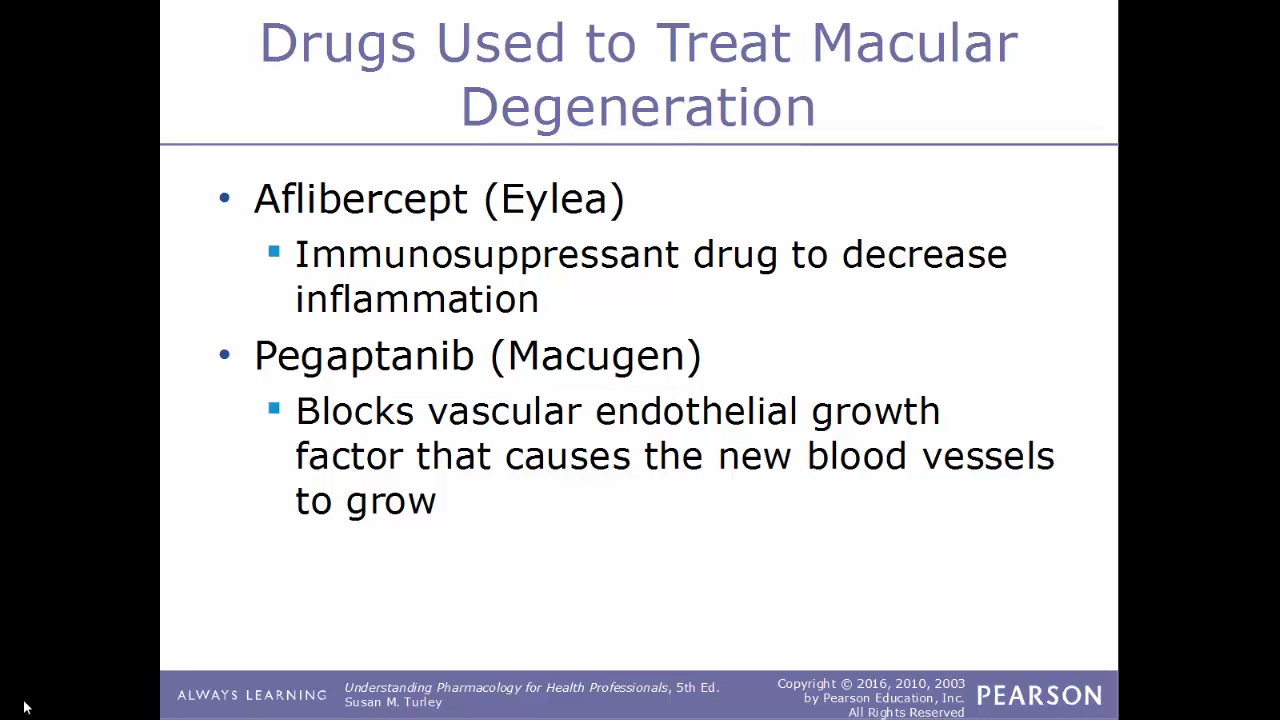 Drugs Used to Treat Macular
Degeneration
• Aflibercept (Eylea)
▪ Immunosuppressant drug to decrease
inflammation
• Pegaptanib (Macugen)
▪ Blocks vascular endothelial growth
factor that causes the new blood vessels
to grow
ALWAYS LEARNING
Understanding Pharmacology for Health Professionals, 5th Ed.
Susan M. Turley
Copyright © 2016, 2010, 2003
by Pearson Education, Inc.
All Rights Reserved
PEARSON